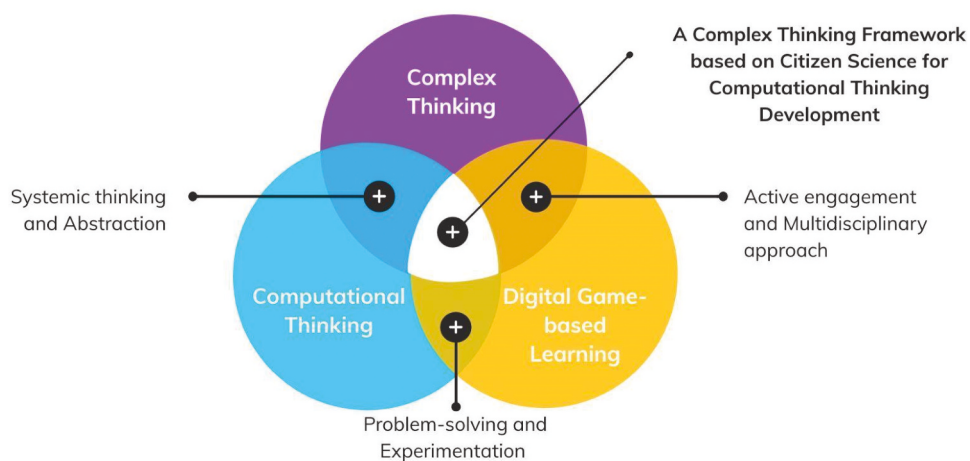 A Complex Thinking Framework
based on Citizen Science for
Computational Thinking
Development
Complex
Thinking
Systemic thinking
and Abstraction
Active engagement
and Multidisciplinary
approach
Computational
Thinking
Digital Game-
based
Learning
Problem-solving and
Experimentation